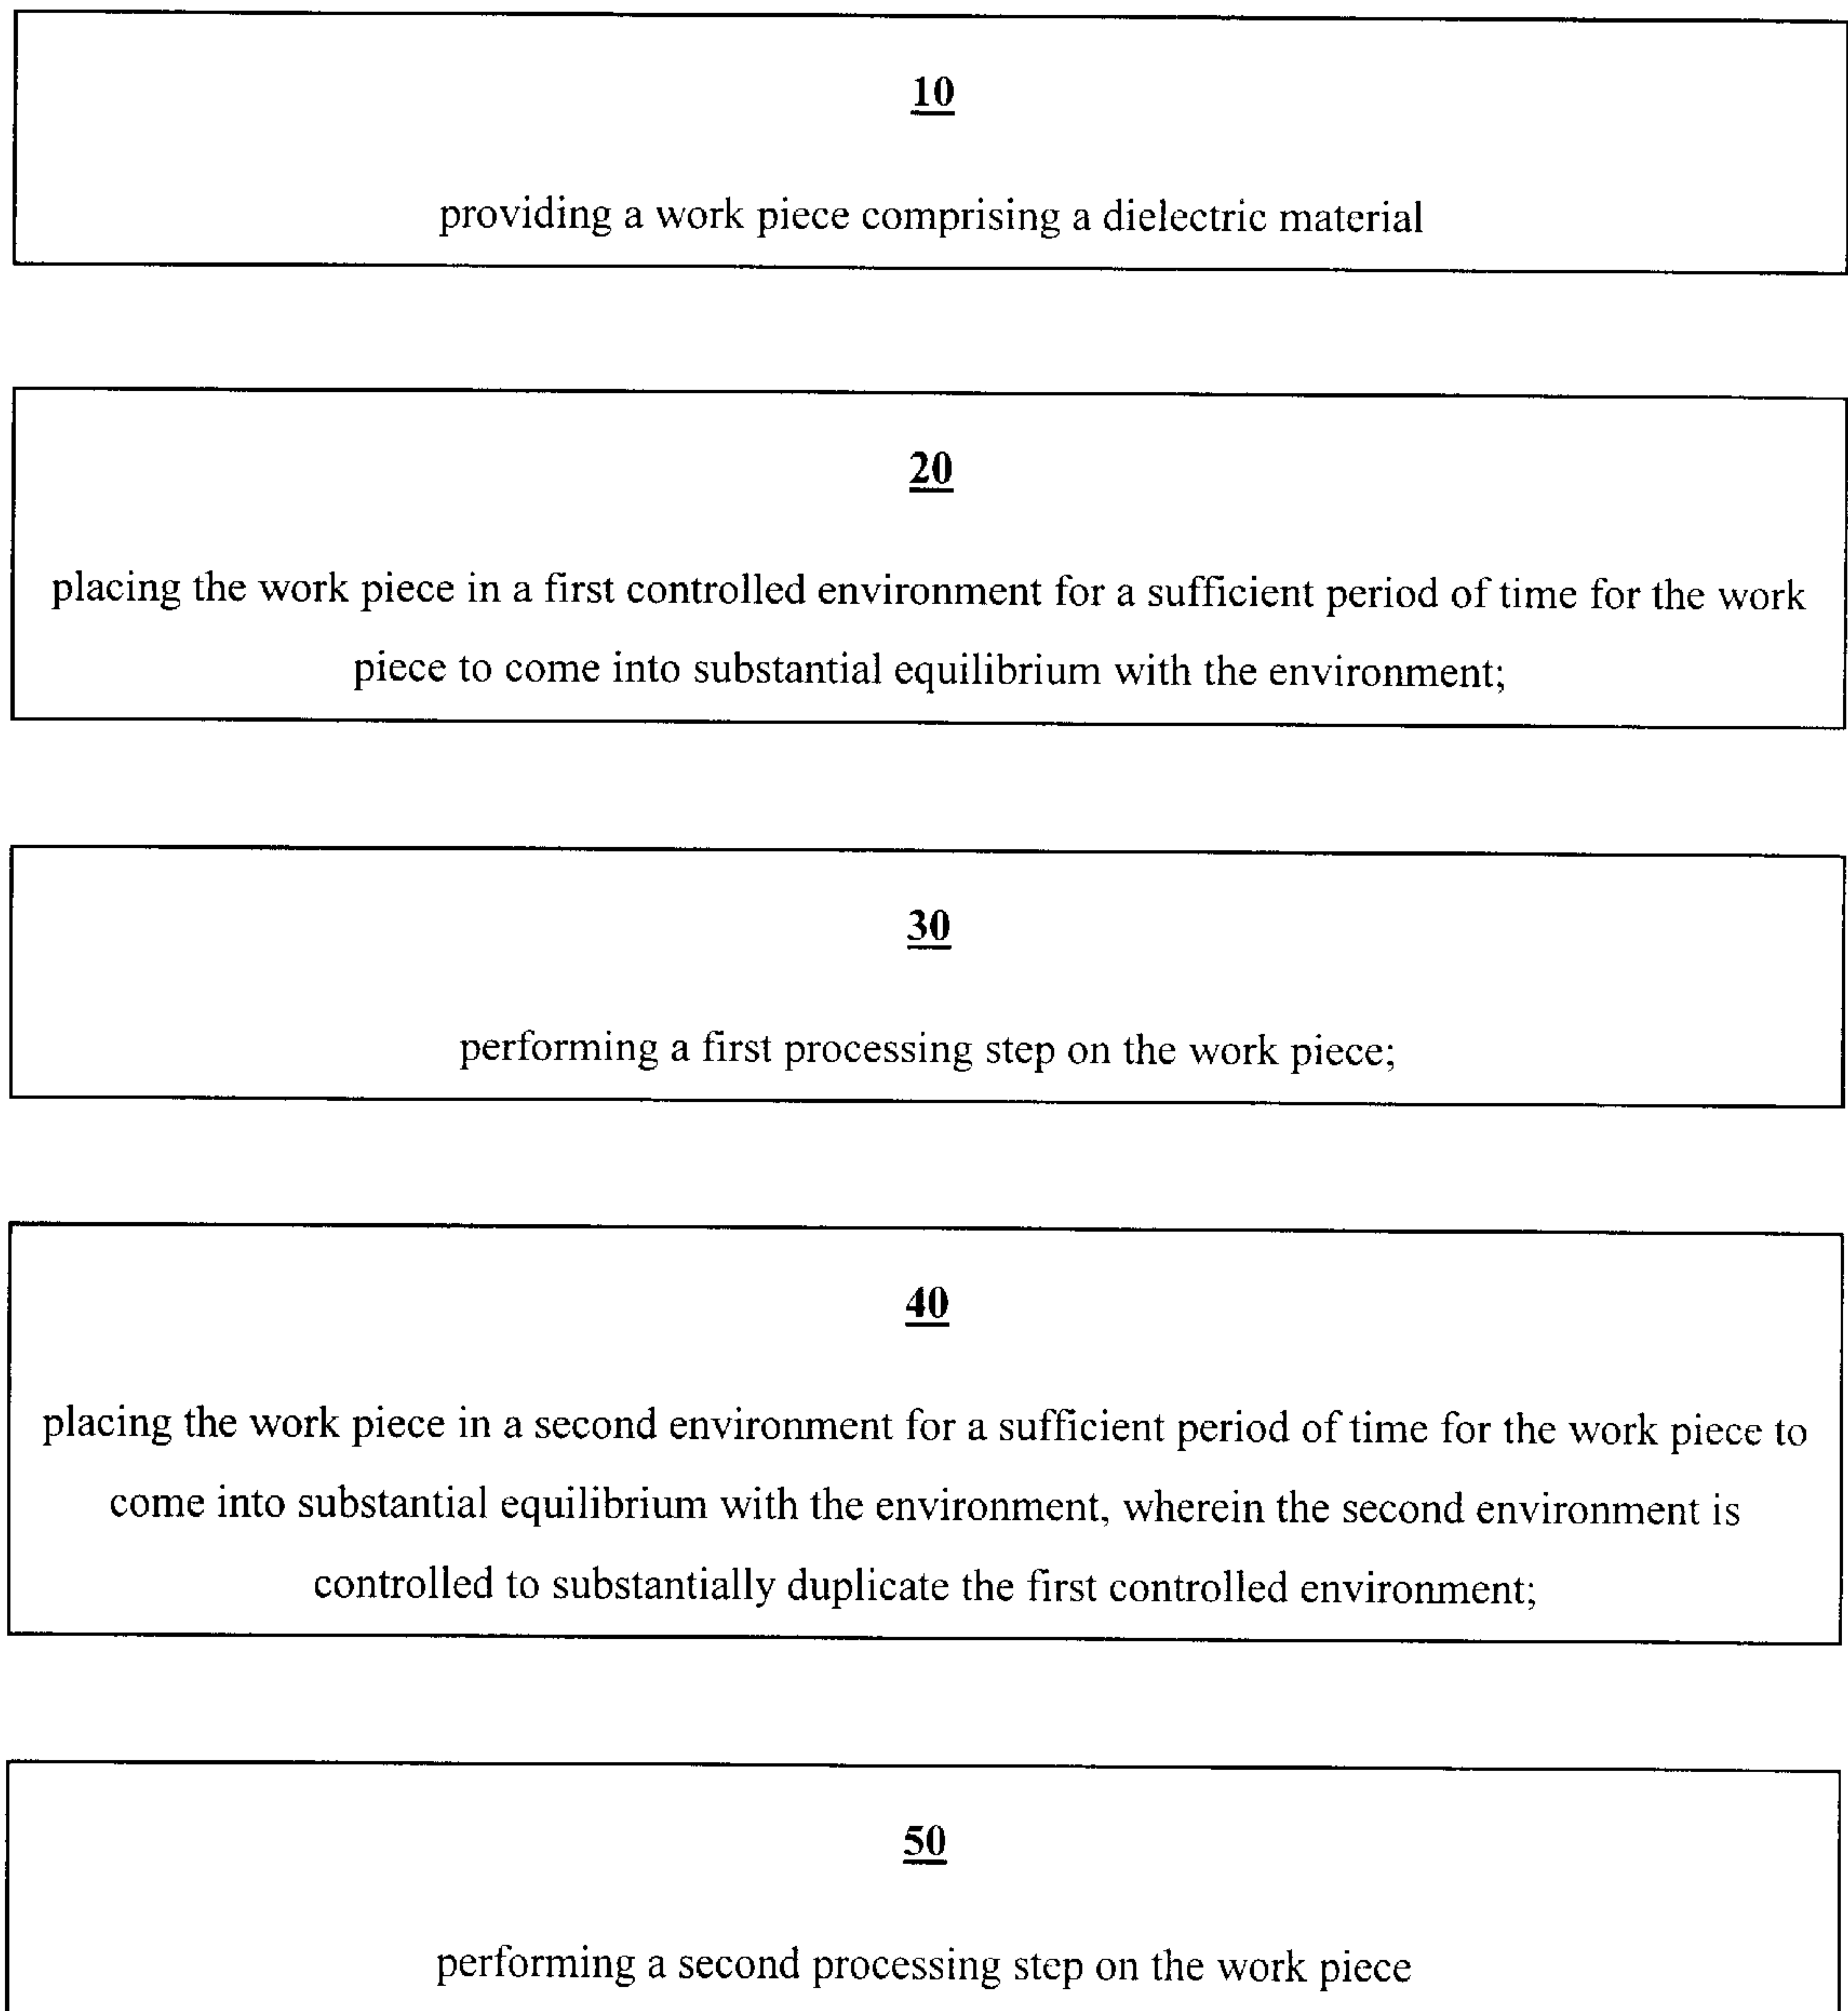 10
providing a work piece comprising a dielectric material
20
placing the work piece in a first controlled environment for a sufficient period of time for the work
piece to come into substantial equilibrium with the environment;
30
performing a first processing step on the work piece;
40
placing the work piece in a second environment for a sufficient period of time for the work piece to
come into substantial equilibrium with the environment, wherein the second environment is
controlled to substantially duplicate the first controlled environment;
50
performing a second processing step on the work piece